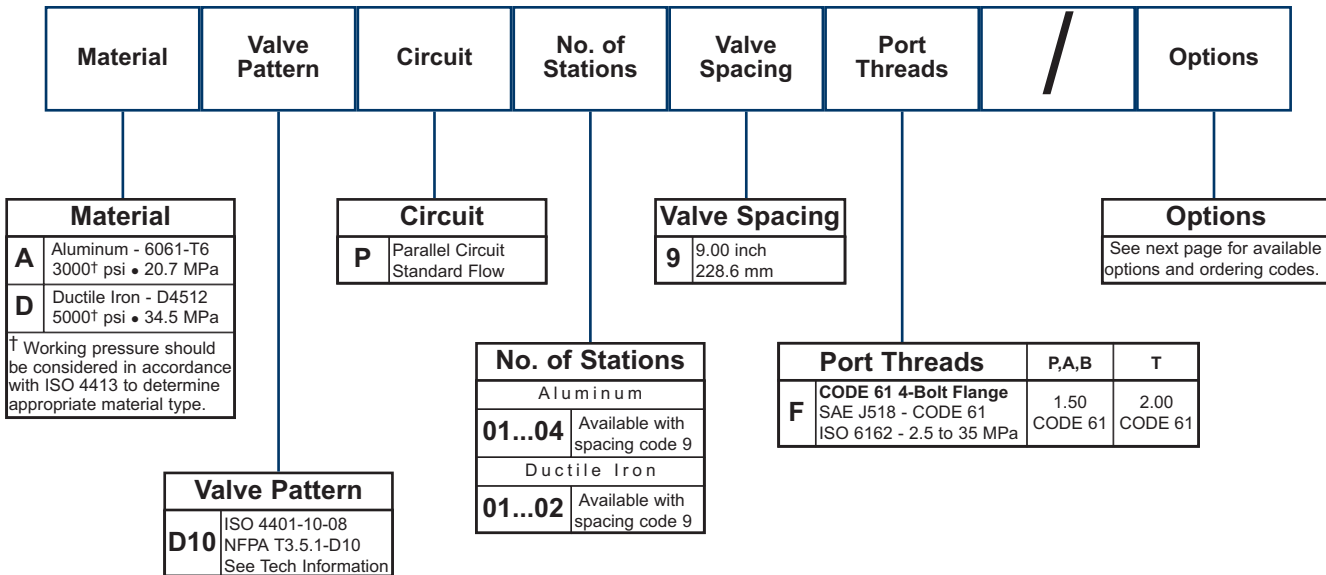 Material
Valve
Pattern
Circuit
No. of
Stations
Valve
Spacing
Port
Threads
/
Options
Material
A
Aluminum - 6061-T6
3000† psi • 20.7 MPa
D
Ductile Iron - D4512
5000† psi • 34.5 MPa
† Working pressure should
be considered in accordance
with ISO 4413 to determine
appropriate material type.
Valve Pattern
D10
ISO 4401-10-08
NFPA T3.5.1-D10
See Tech Information
Circuit
P
Parallel Circuit
Standard Flow
No. of Stations
Aluminum
01...04
Available with
spacing code 9
Ductile Iron
01...02
Available with
spacing code 9
Valve Spacing
9
9.00 inch
228.6 mm
Port Threads
P,A,B
T
F
CODE 61 4-Bolt Flange
SAE J518 - CODE 61
ISO 6162 - 2.5 to 35 MPa
1.50
CODE 61
2.00
CODE 61
Options
See next page for available
options and ordering codes.